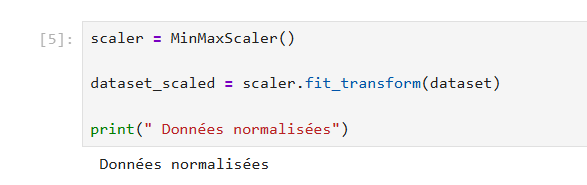 [5]: scaler = MinMaxScaler()
dataset_scaled = scaler.fit_transform(dataset)
print(" Données normalisées")
Données normalisées